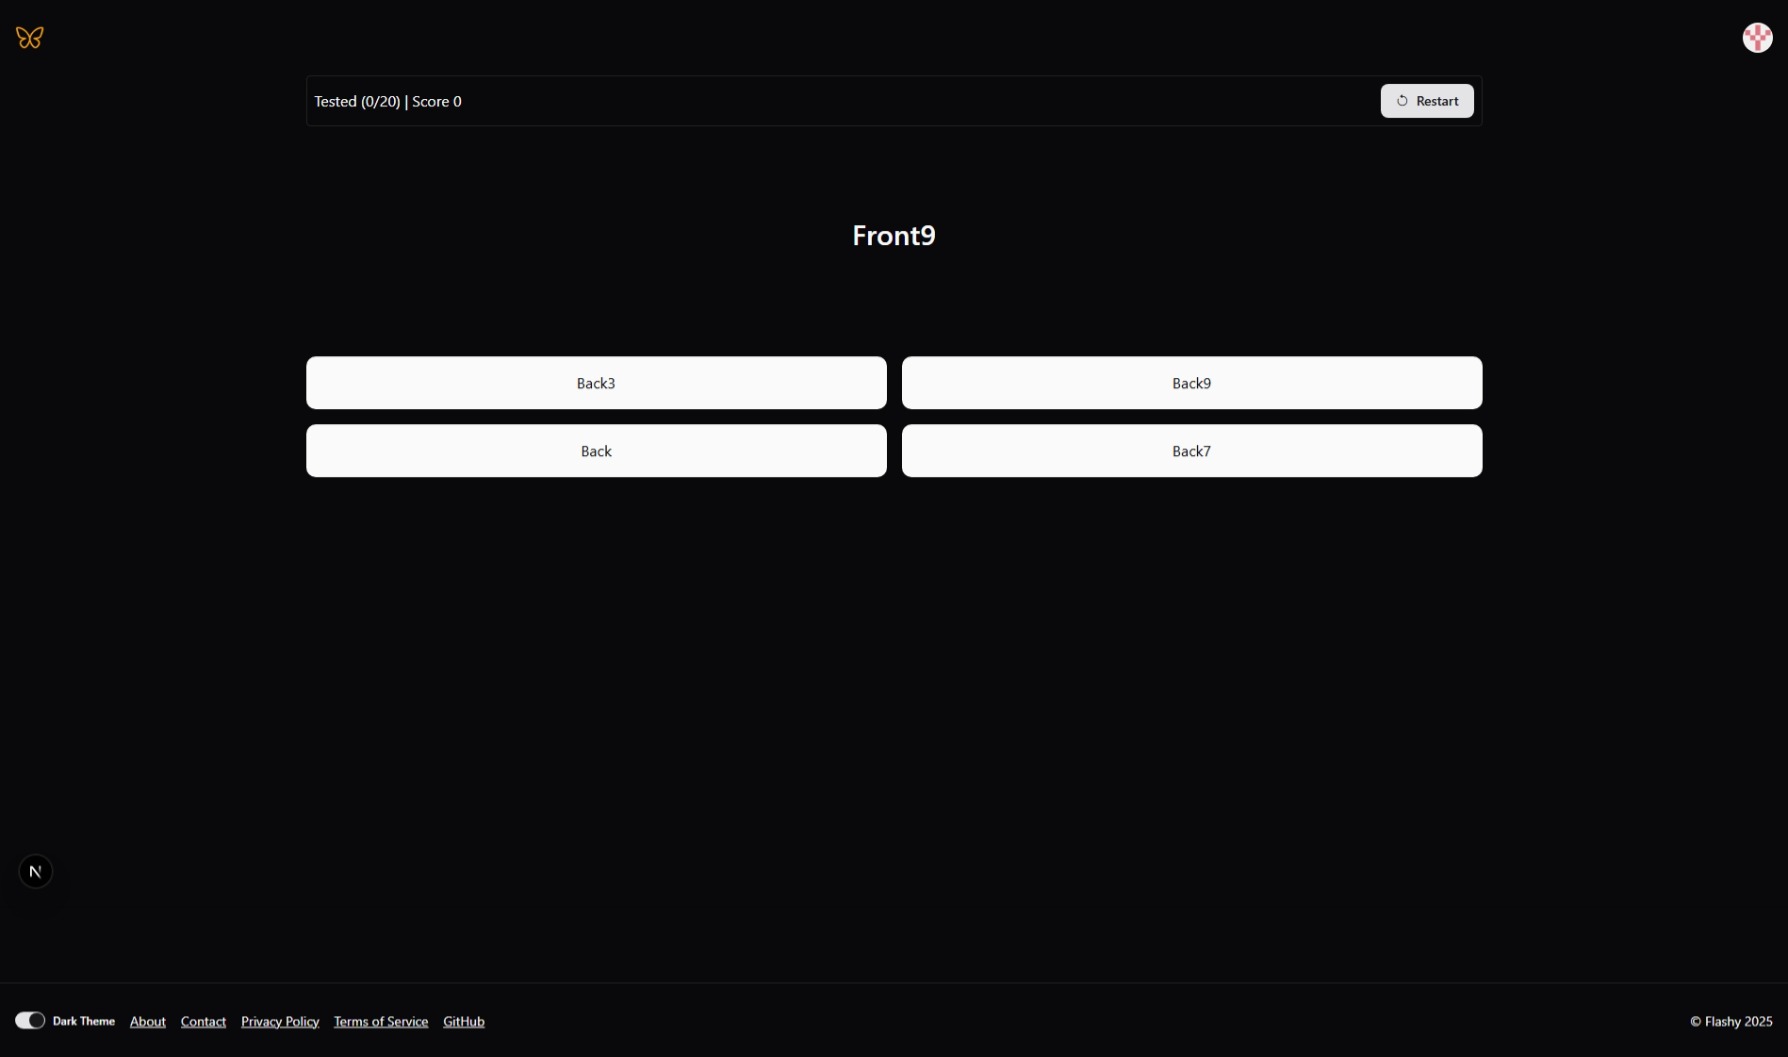 Tested (0/20) | Score 0
Restart
Front9
Back3
Back9
Back
Back7
N
Dark Theme About Contact Privacy Policy Terms of Service GitHub
© Flashy 2025